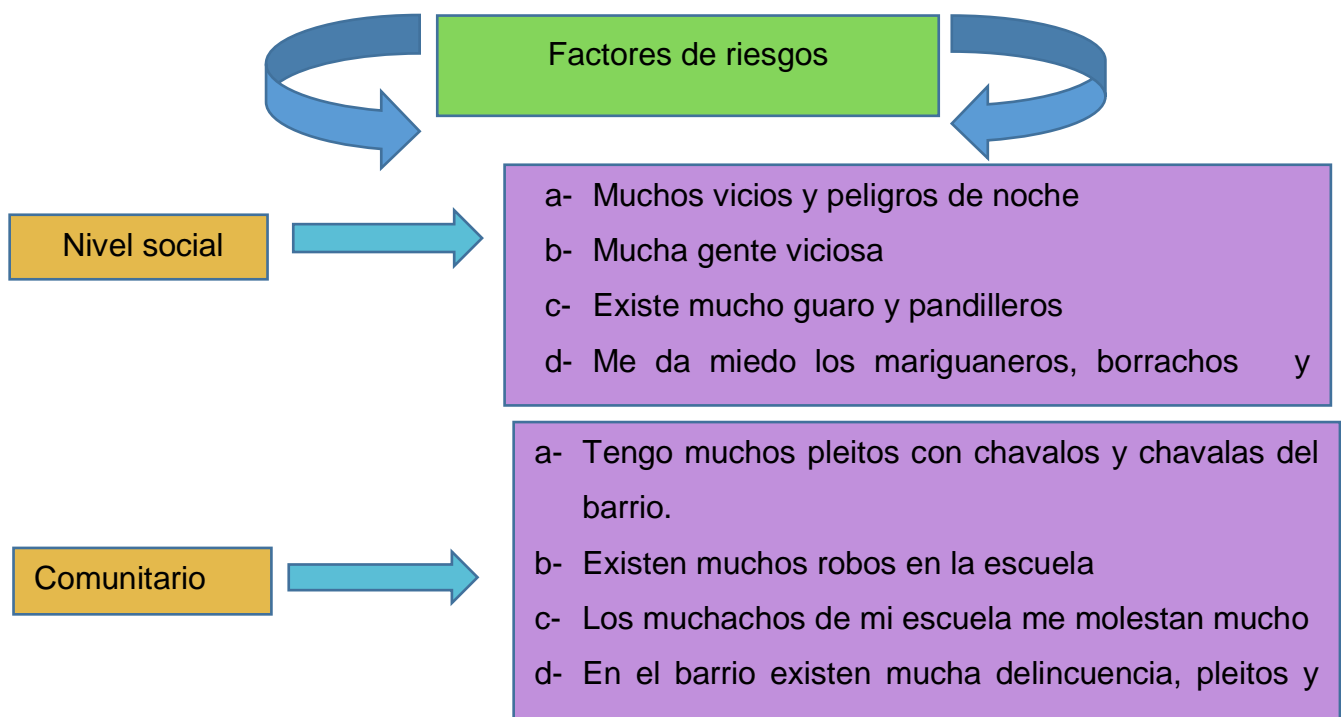 Factores de riesgos
Nivel social
a- Muchos vicios y peligros de noche
b- Mucha gente viciosa
c- Existe mucho guaro y pandilleros
d- Me da miedo los mariguaneros, borrachos y
Comunitario
a- Tengo muchos pleitos con chavalos y chavalas del
barrio.
b- Existen muchos robos en la escuela
c- Los muchachos de mi escuela me molestan mucho
d- En el barrio existen mucha delincuencia, pleitos y